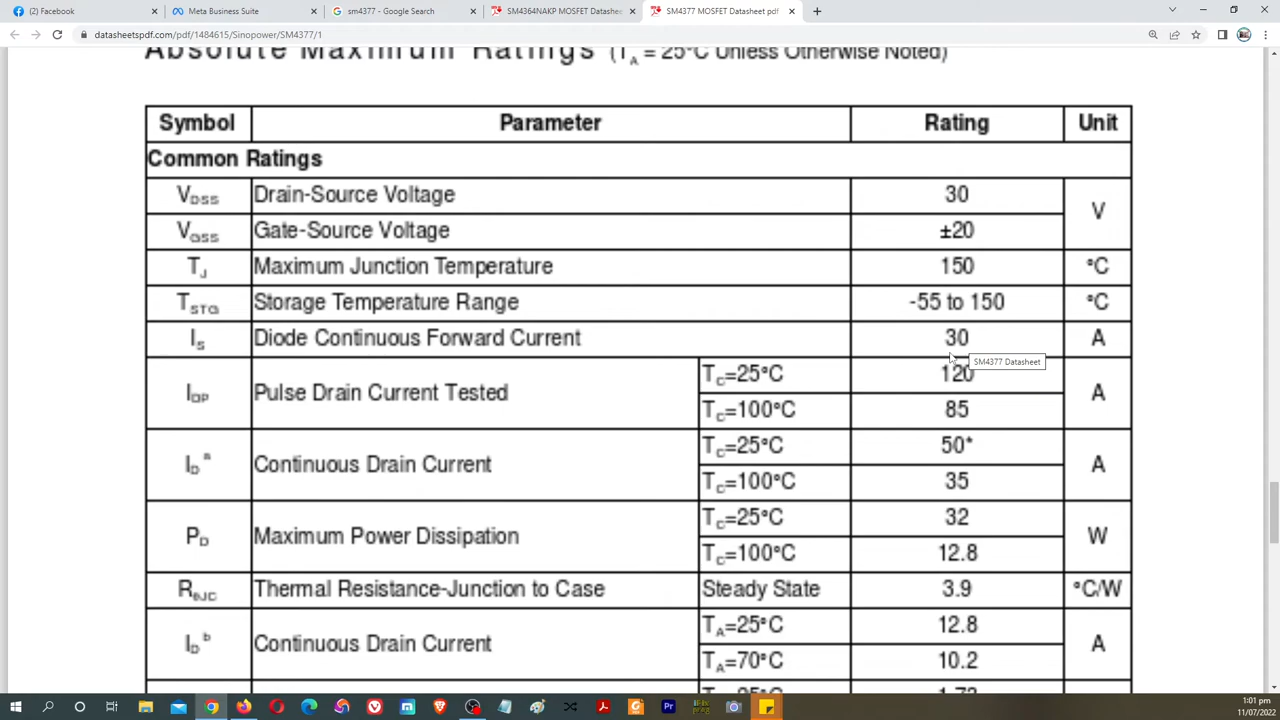 Facebook
Meta Business Suite
sm4377 - Google Search
SM4364NAKP MOSFET Datashe
SM4377 MOSFET Datasheet pdf
datasheetspdf.com/pdf/1484615/Sinopower/SM4377/1
Absolute Maximum Ratings (TA = 25°C Unless Otherwise Noted)
Symbol Parameter Rating Unit
Common Ratings
VDSS Drain-Source Voltage 30 V
VGSS Gate-Source Voltage ±20
TJ Maximum Junction Temperature 150 °C
TSTG Storage Temperature Range -55 to 150 °C
IS Diode Continuous Forward Current 30 A
SM4377 Datasheet
IDP Pulse Drain Current Tested TC=25°C 120 A
TC=100°C 85
ID a Continuous Drain Current TC=25°C 50* A
TC=100°C 35
PD Maximum Power Dissipation TC=25°C 32 W
TC=100°C 12.8
RθJC Thermal Resistance-Junction to Case Steady State 3.9 °C/W
ID b Continuous Drain Current TA=25°C 12.8 A
TA=70°C 10.2
1:01 pm
11/07/2022